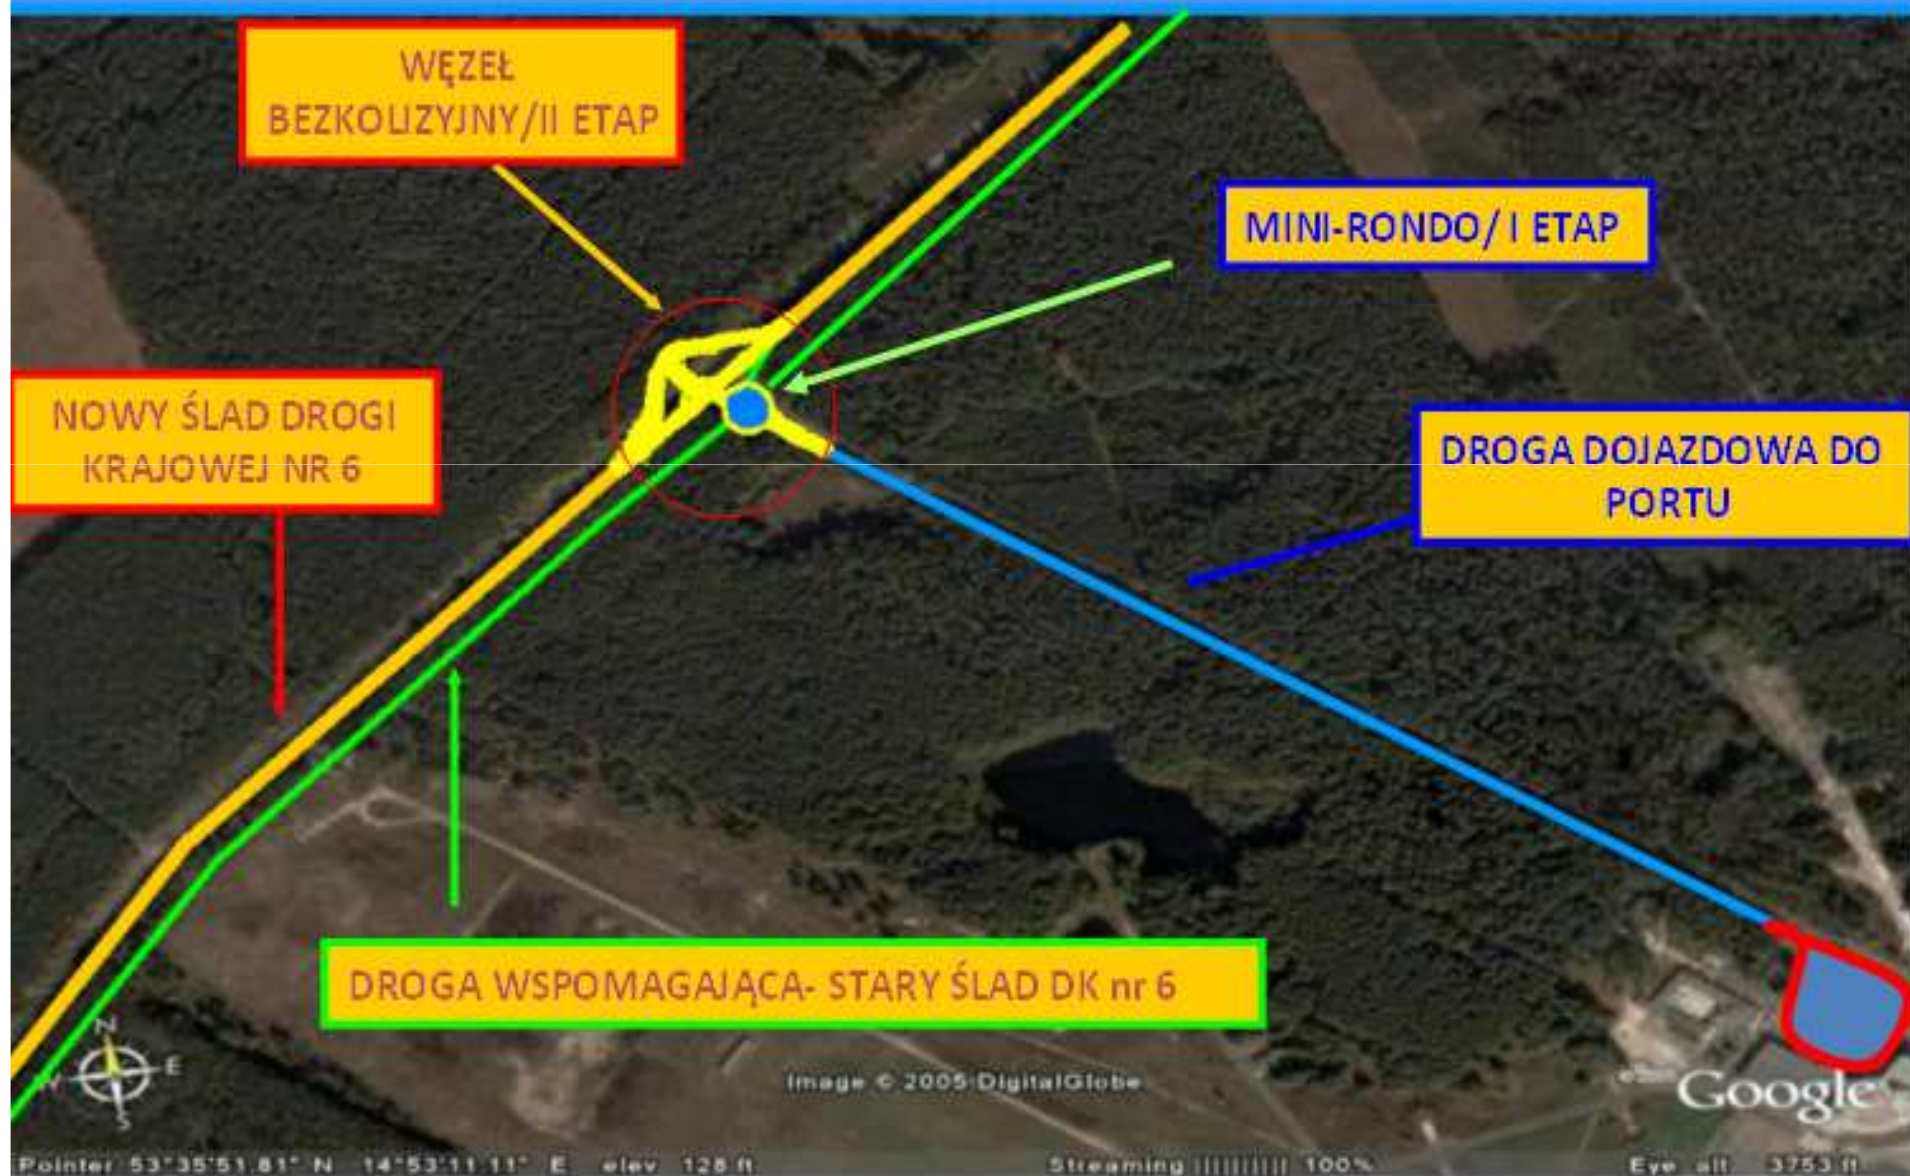 WĘZEŁ
BEZKOLIZYJNY/II ETAP
MINI-RONDO/ I ETAP
NOWY ŚLAD DROGI
KRAJOWEJ NR 6
DROGA DOJAZDOWA DO
PORTU
DROGA WSPOMAGAJĄCA- STARY ŚLAD DK nr 6
N
W E
S
Image © 2005 DigitalGlobe
Google
Pointer 53°35'51.81" N 14°53'11.11" E elev 128 ft Streaming |||||||||| 100% Eye alt 3753 ft